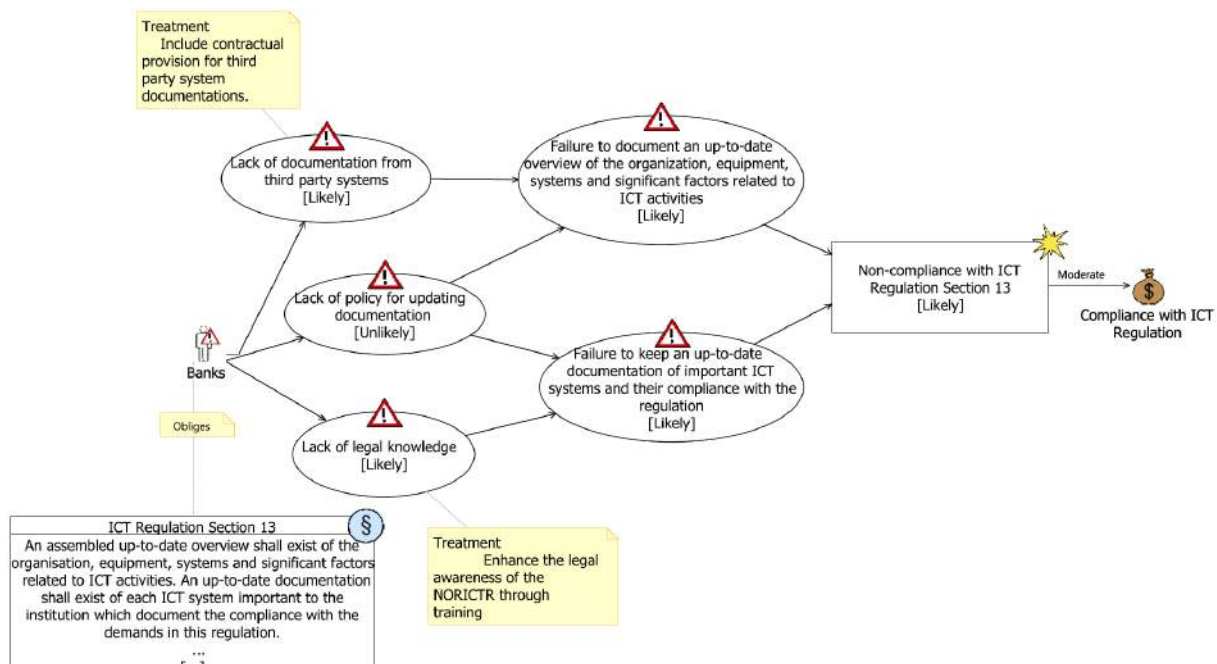 Treatment
Include contractual
provision for third
party system
documentations.
Lack of documentation from
third party systems
[Likely]
Failure to document an up-to-date
overview of the organization, equipment,
systems and significant factors related to
ICT activities
[Likely]
Lack of policy for updating
documentation
[Unlikely]
Non-compliance with ICT
Regulation Section 13
[Likely]
Moderate
$
Compliance with ICT
Regulation
Banks
Failure to keep an up-to-date
documentation of important ICT
systems and their compliance with the
regulation
[Likely]
Obliges
Lack of legal knowledge
[Likely]
ICT Regulation Section 13
§
An assembled up-to-date overview shall exist of the
organisation, equipment, systems and significant factors
related to ICT activities. An up-to-date documentation
shall exist of each ICT system important to the
institution which document the compliance with the
demands in this regulation.
...
Treatment
Enhance the legal
awareness of the
NORICTR through
training